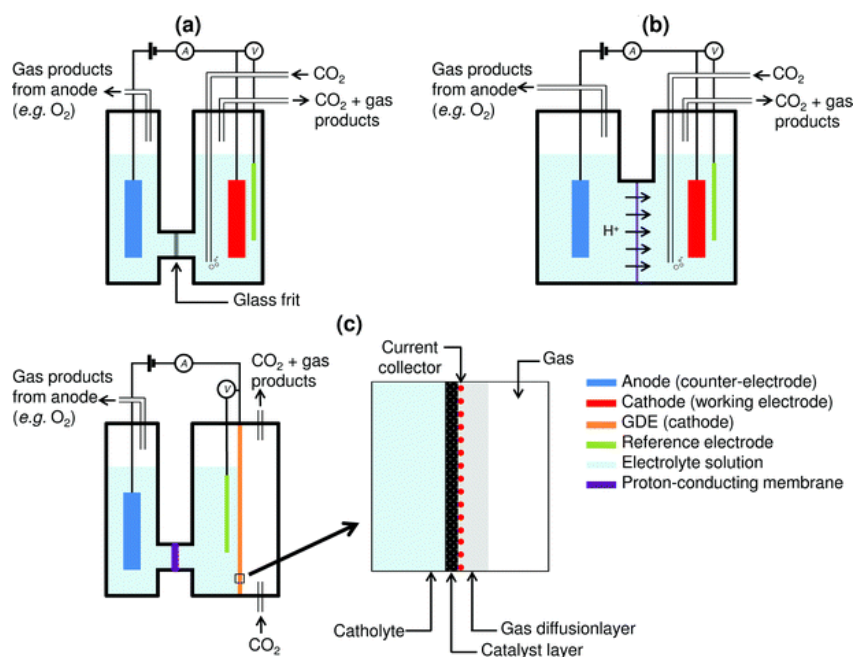 (a)
A
V
Gas products
from anode
(e.g. O₂)
CO₂
CO₂ + gas
products
Glass frit
(b)
A
V
Gas products
from anode
(e.g. O₂)
CO₂
CO₂ + gas
products
H⁺
(c)
A
V
Gas products
from anode
(e.g. O₂)
CO₂ + gas
products
CO₂
Current
collector
Gas
Catholyte
Catalyst layer
Gas diffusionlayer
Anode (counter-electrode)
Cathode (working electrode)
GDE (cathode)
Reference electrode
Electrolyte solution
Proton-conducting membrane